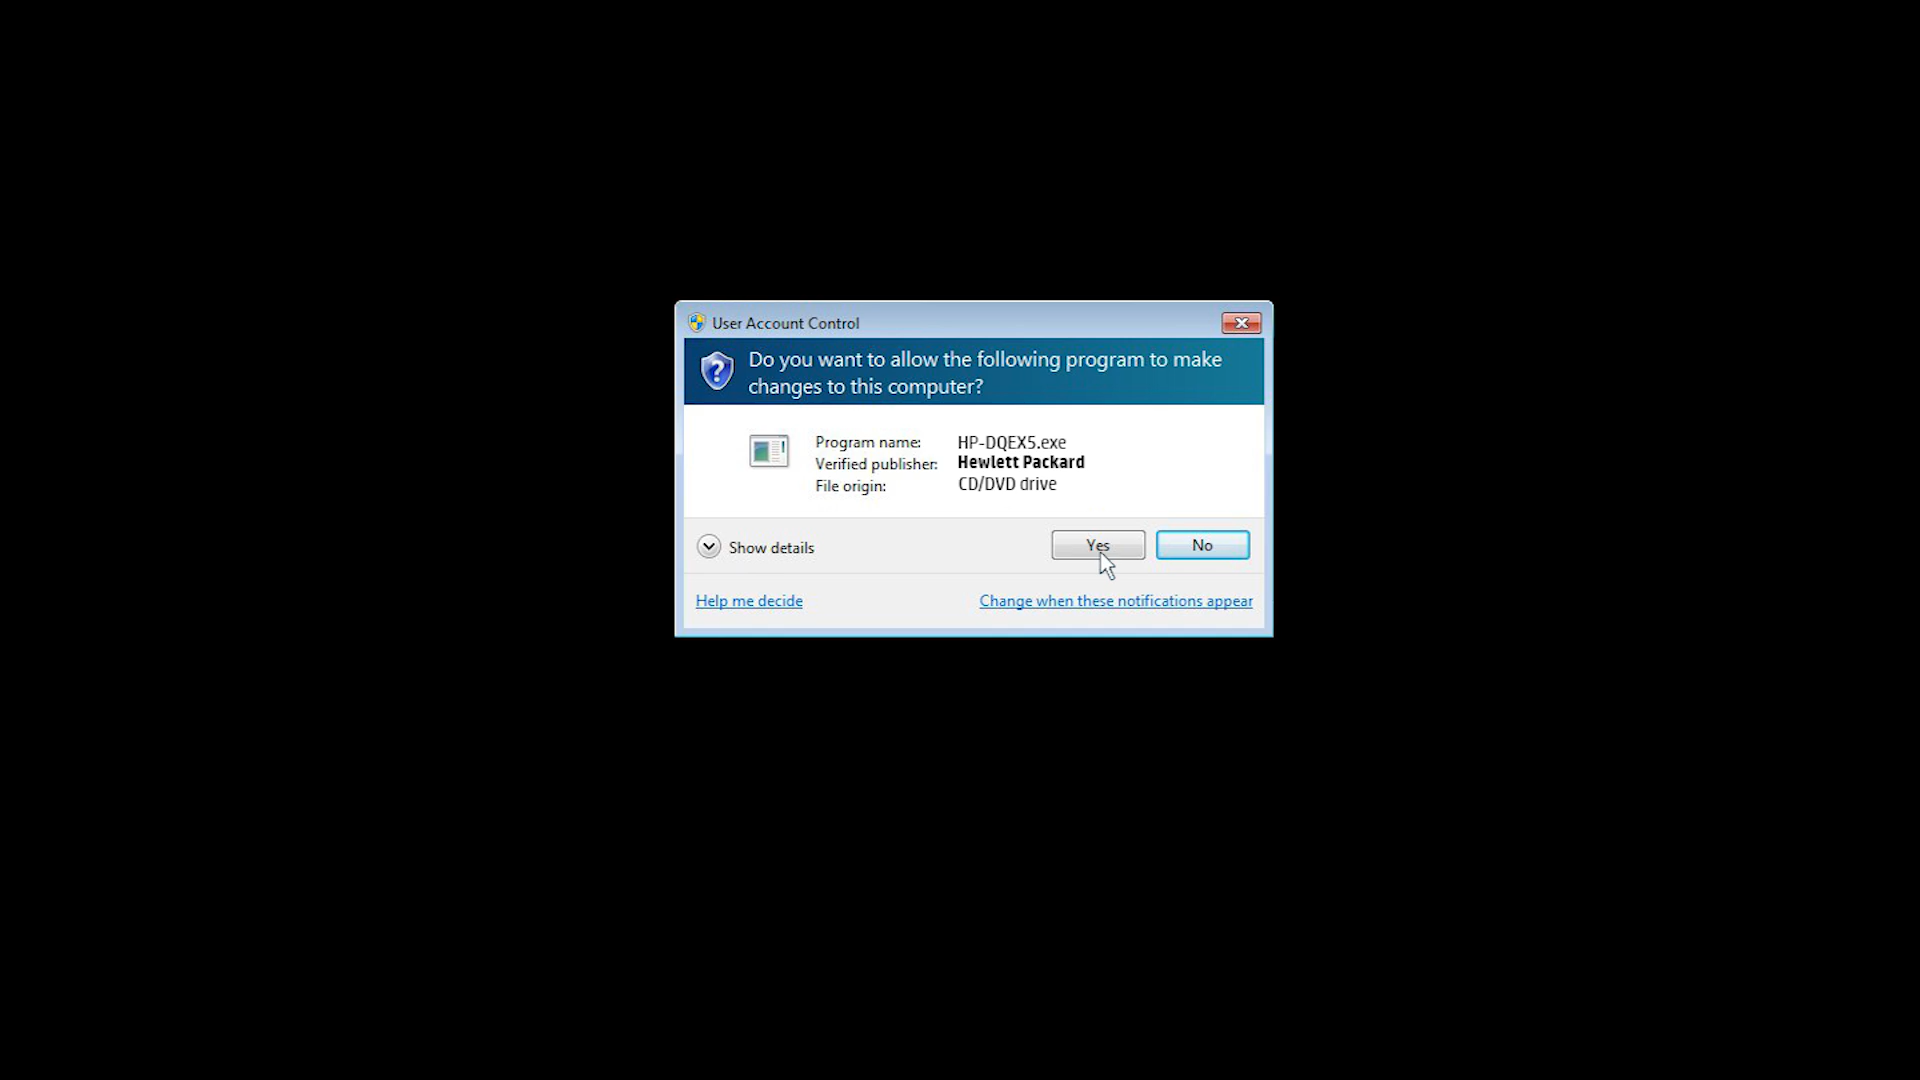 User Account Control
Do you want to allow the following program to make
changes to this computer?
Program name: HP-DQEX5.exe
Verified publisher: Hewlett Packard
File origin: CD/DVD drive
Show details
Yes
No
Help me decide
Change when these notifications appear